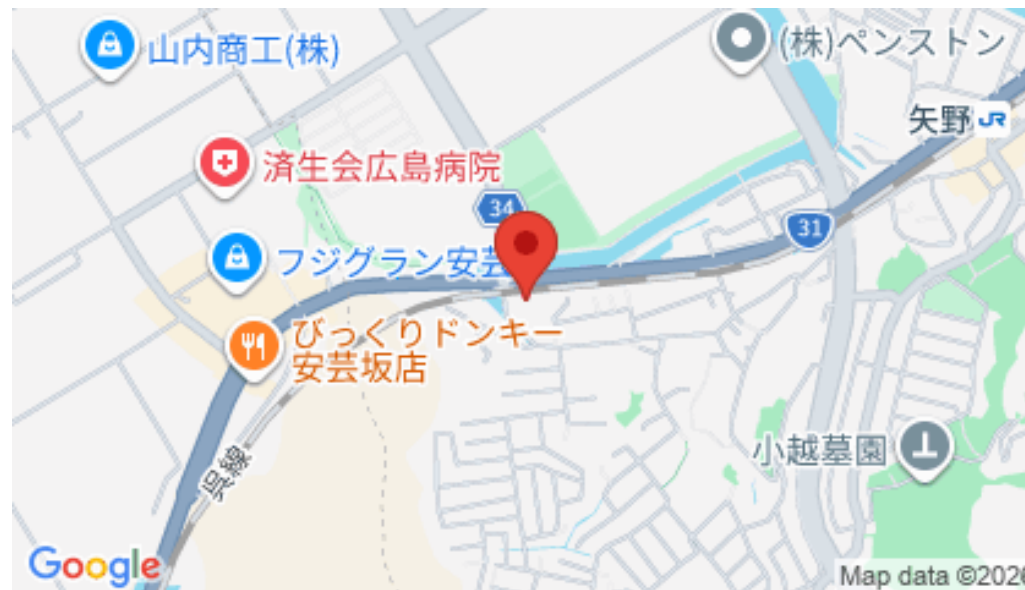 山内商工(株)
(株)ペンストン
矢野 JR
済生会広島病院
34
31
フジグラン安芸
びっくりドンキー
安芸坂店
小越墓園
呉線
Google
Map data ©2026